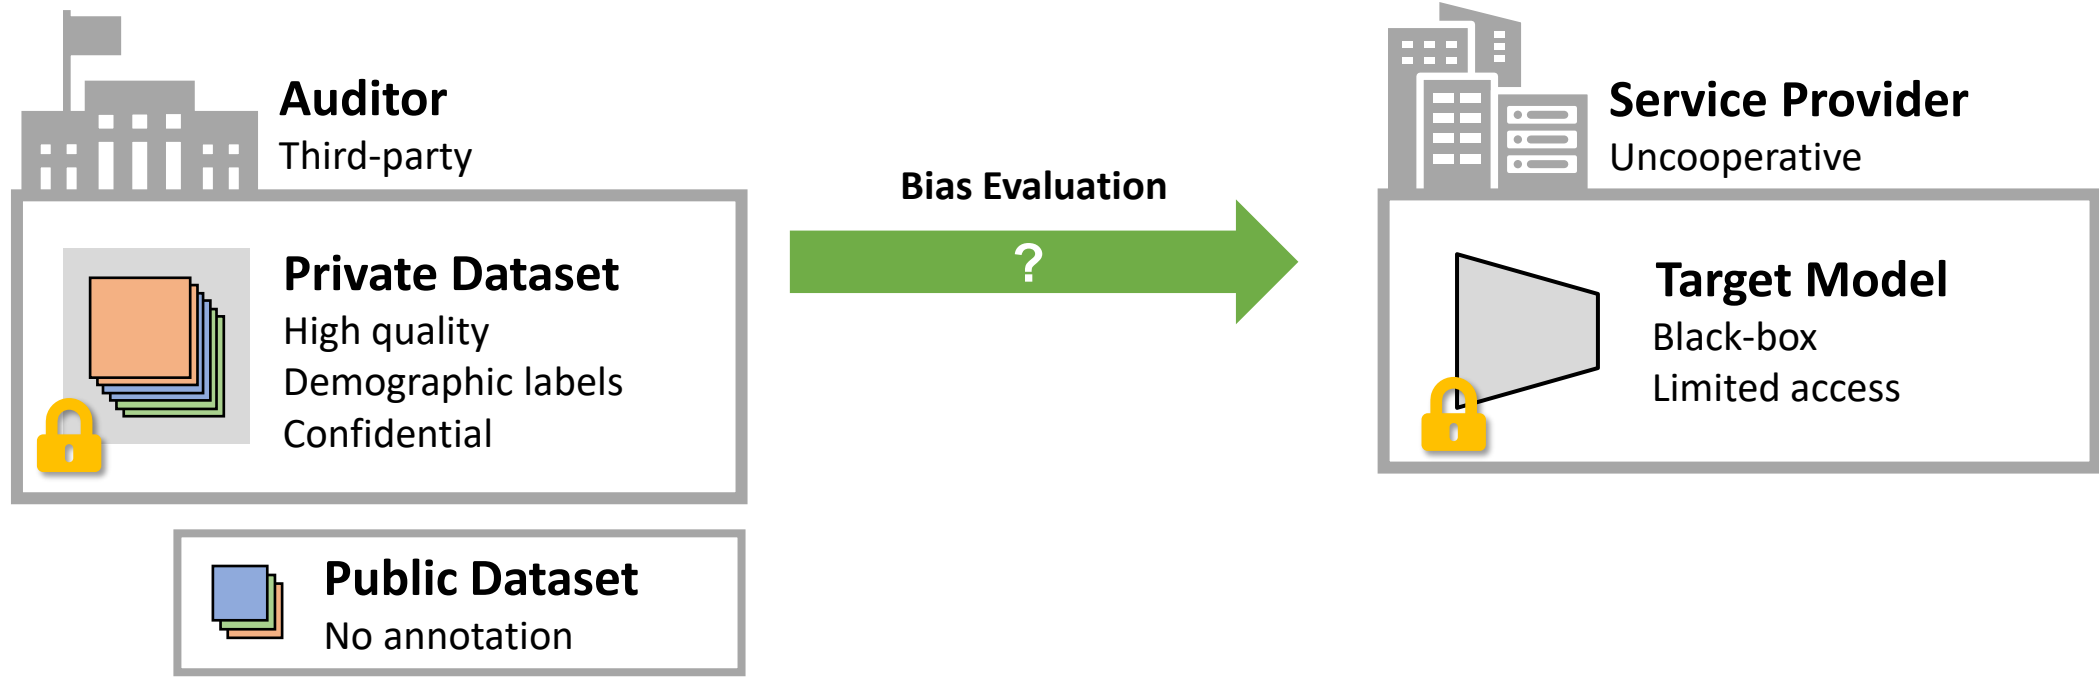 Auditor
Third-party
Private Dataset
High quality
Demographic labels
Confidential
Public Dataset
No annotation
Bias Evaluation
?
Service Provider
Uncooperative
Target Model
Black-box
Limited access